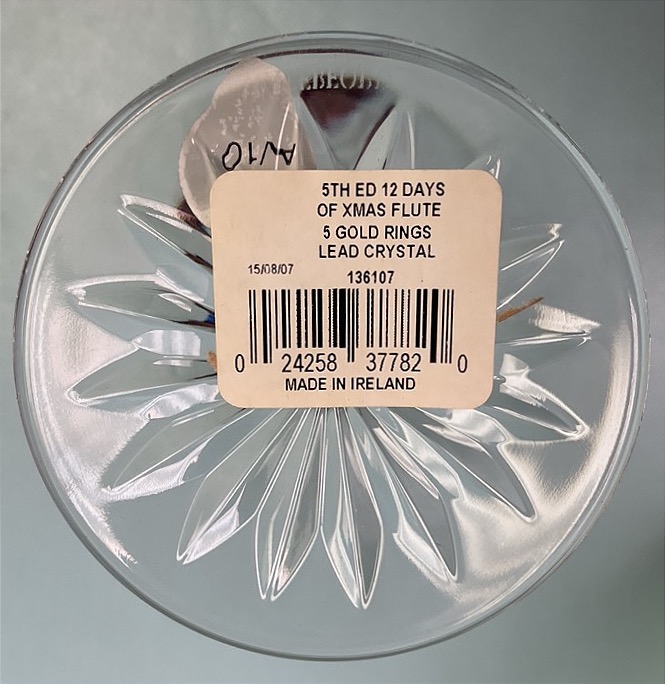 5TH ED 12 DAYS
OF XMAS FLUTE
5 GOLD RINGS
LEAD CRYSTAL
15/08/07
136107
0 24258 37782 0
MADE IN IRELAND